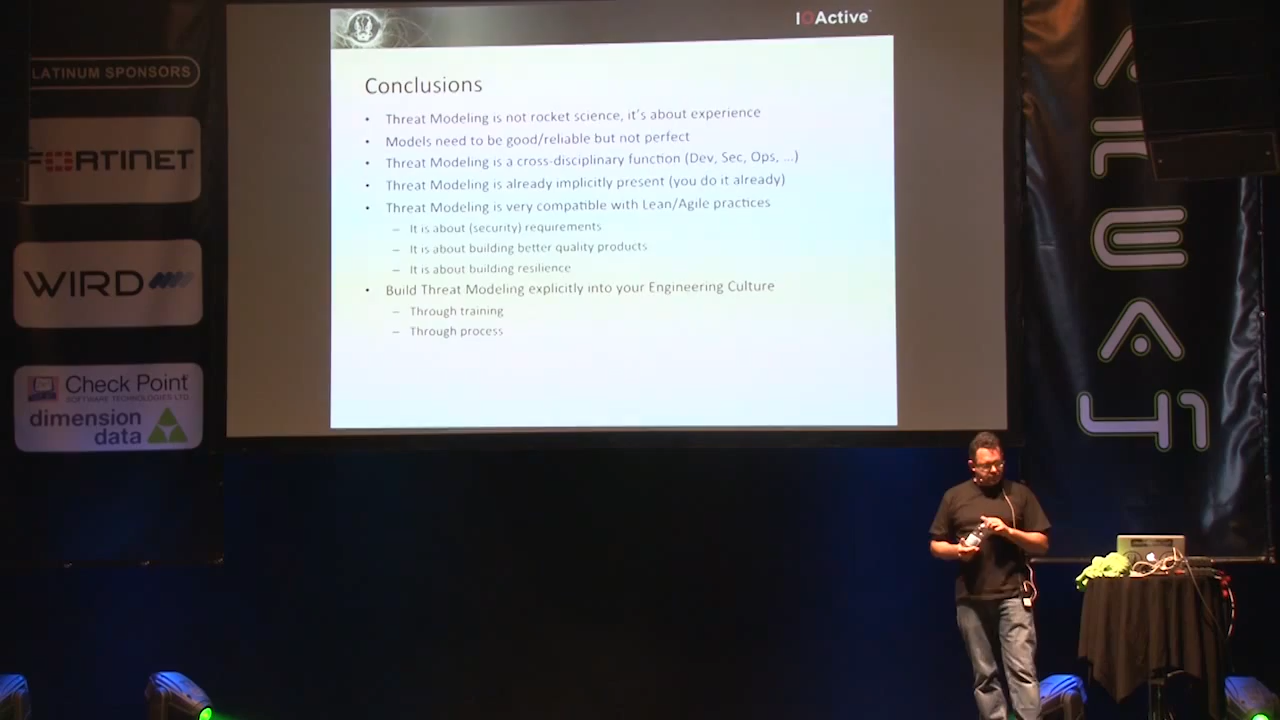 PLATINUM SPONSORS
FORTINET
WIRD
Check Point
SOFTWARE TECHNOLOGIES LTD.
dimension
data
IOActive™
Conclusions
• Threat Modeling is not rocket science, it's about experience
• Models need to be good/reliable but not perfect
• Threat Modeling is a cross-disciplinary function (Dev, Sec, Ops, ...)
• Threat Modeling is already implicitly present (you do it already)
• Threat Modeling is very compatible with Lean/Agile practices
– It is about (security) requirements
– It is about building better quality products
– It is about building resilience
• Build Threat Modeling explicitly into your Engineering Culture
– Through training
– Through process
AREA 41